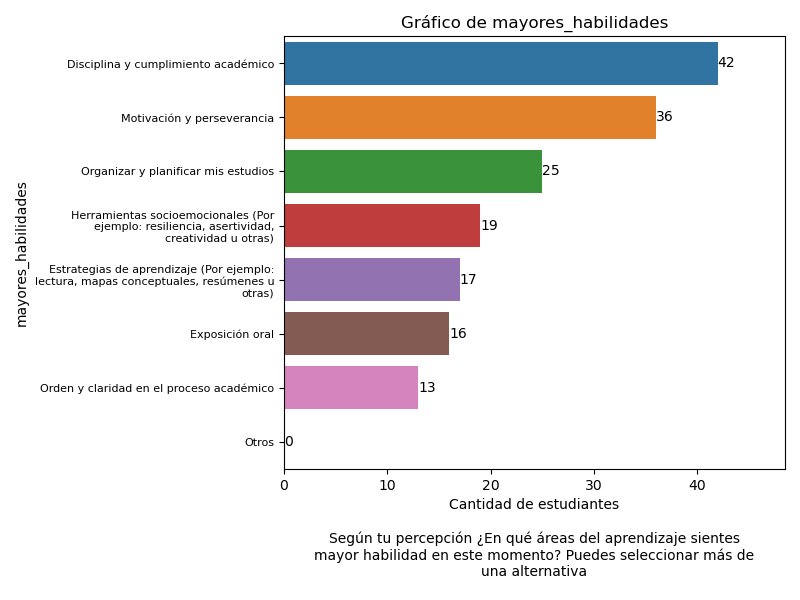 Gráfico de mayores_habilidades
mayores_habilidades
Disciplina y cumplimiento académico
42
Motivación y perseverancia
36
Organizar y planificar mis estudios
25
Herramientas socioemocionales (Por
ejemplo: resiliencia, asertividad,
creatividad u otras)
19
Estrategias de aprendizaje (Por ejemplo:
lectura, mapas conceptuales, resúmenes u
otras)
17
Exposición oral
16
Orden y claridad en el proceso académico
13
Otros
0
0 10 20 30 40
Cantidad de estudiantes
Según tu percepción ¿En qué áreas del aprendizaje sientes
mayor habilidad en este momento? Puedes seleccionar más de
una alternativa